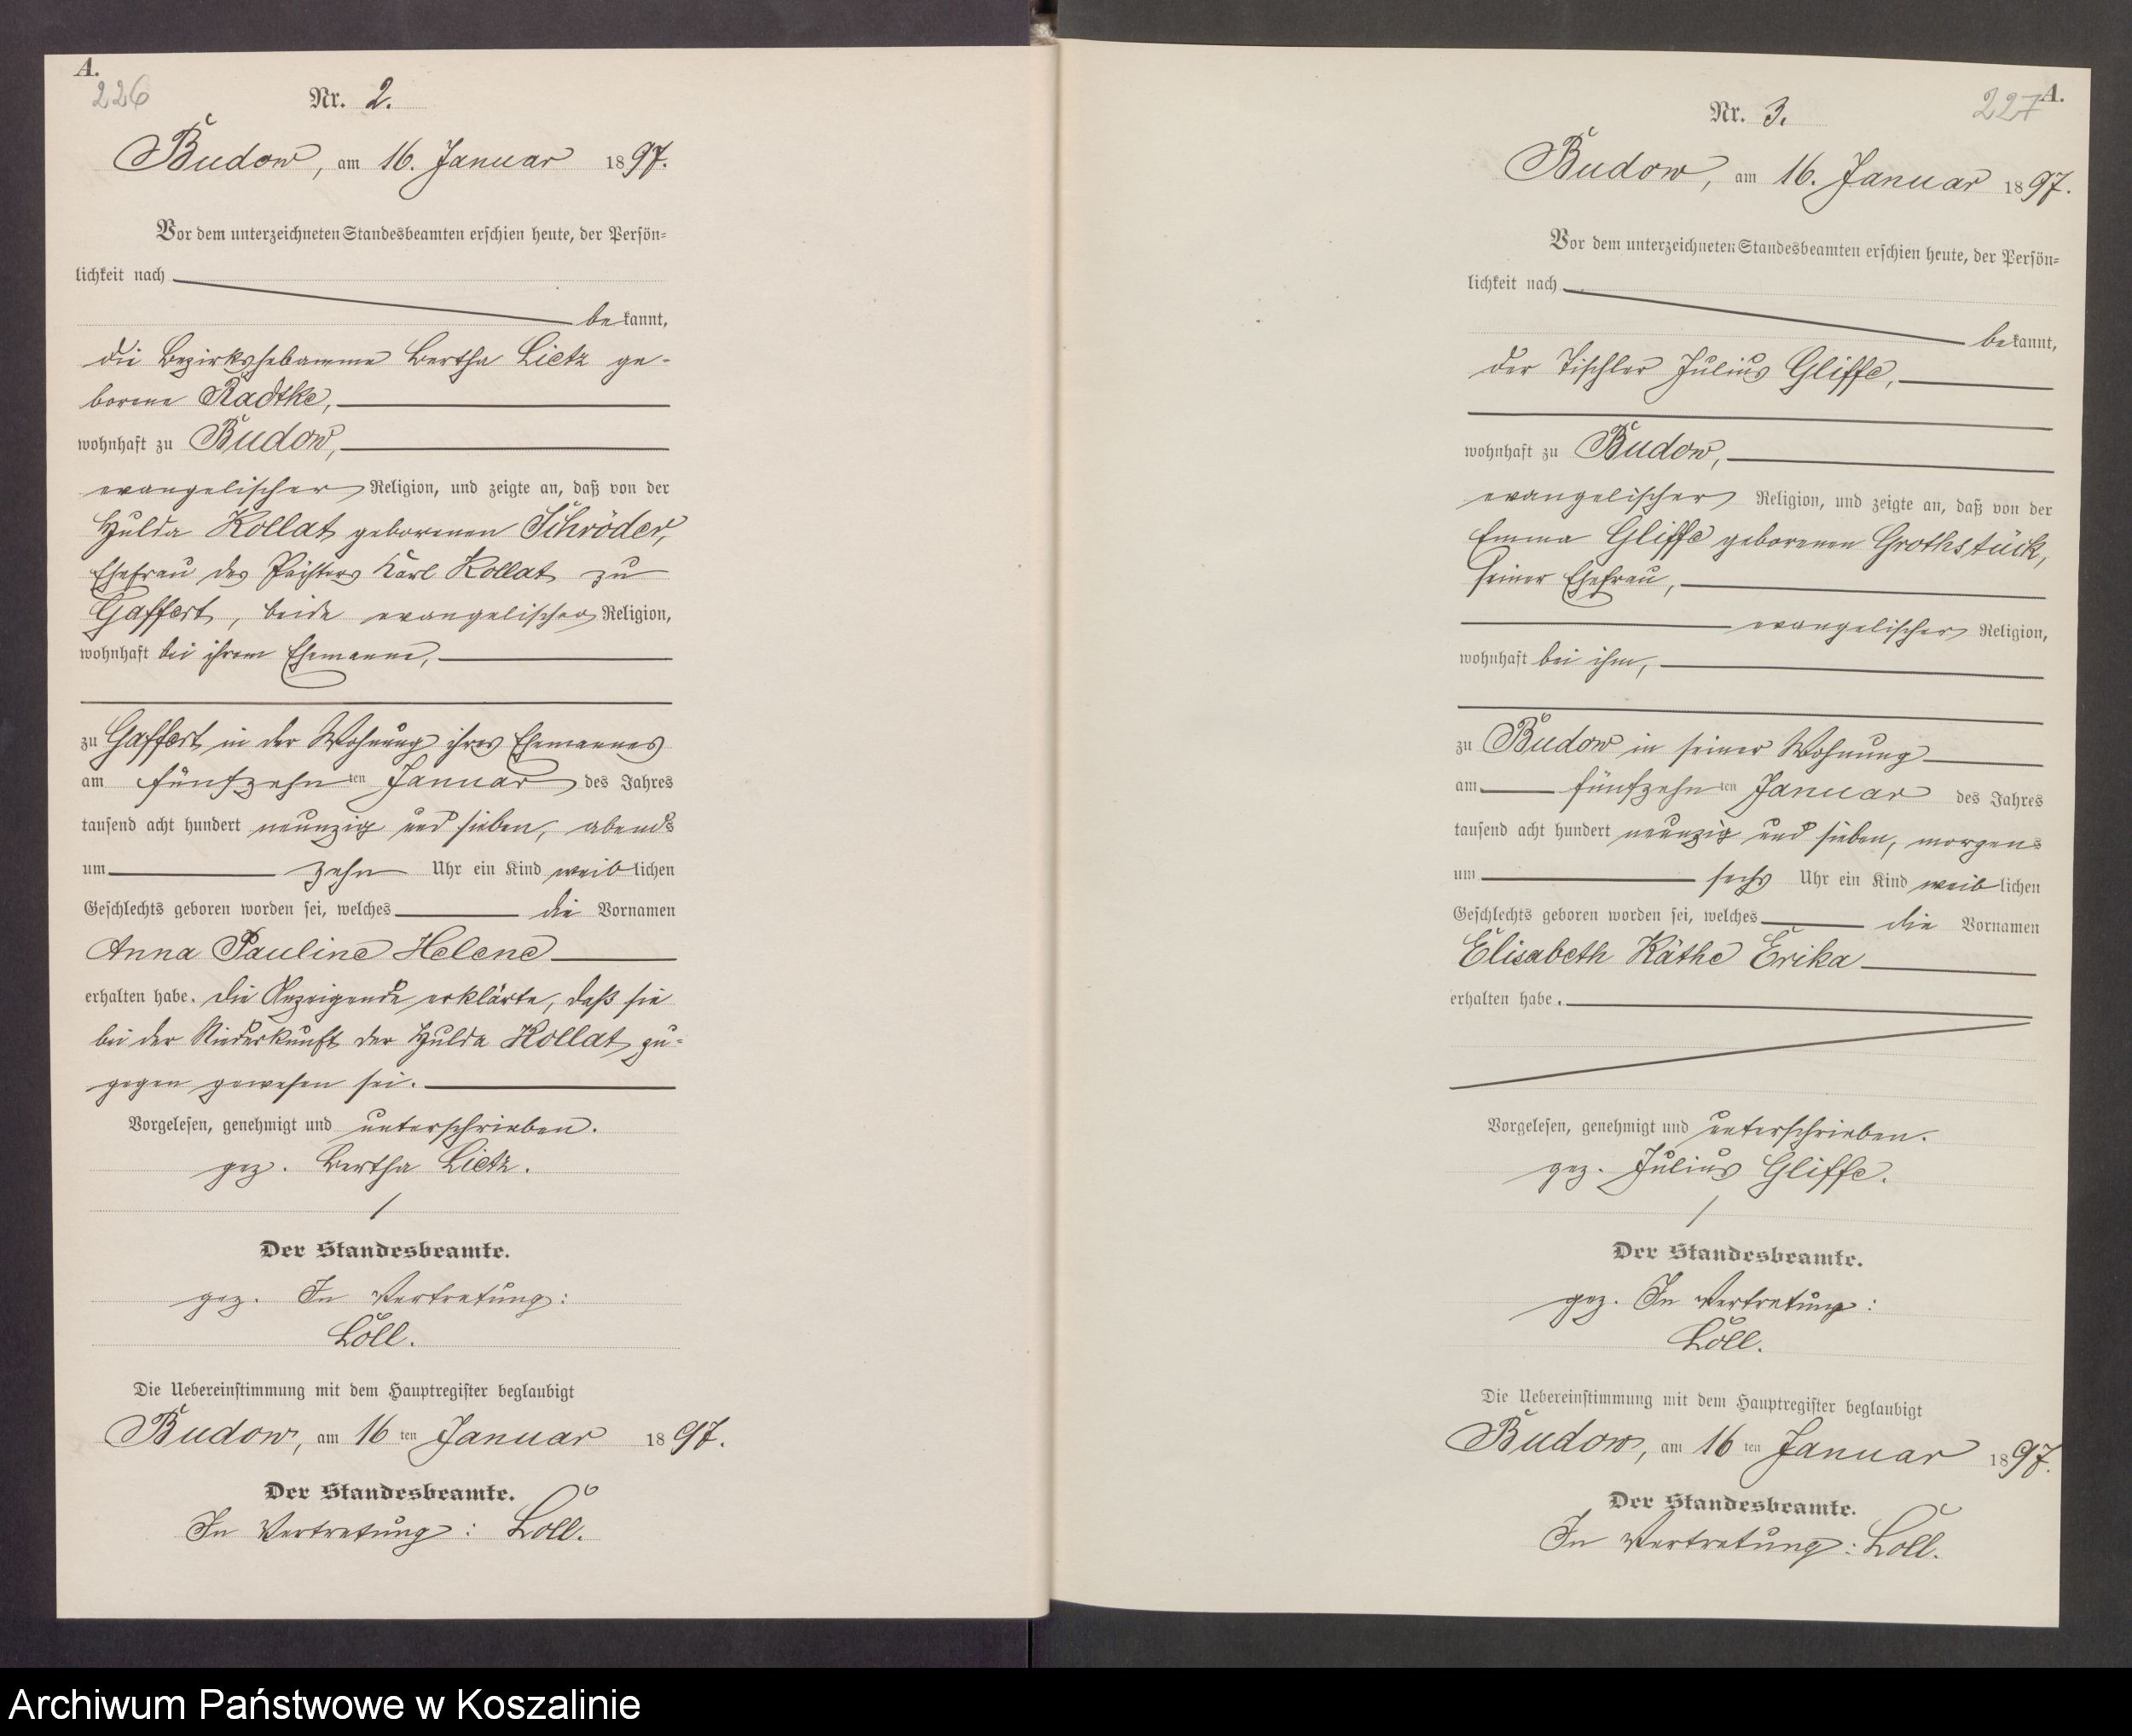 A.
226
Nr. 2.
Budow, am 16. Januar 1897.
Vor dem unterzeichneten Standesbeamten erschien heute, der Persön=
lichkeit nach
bekannt,
die Bezirkshebamme Bertha Lietz ge-
borene Radtke,
wohnhaft zu Budow,
evangelischer Religion, und zeigte an, daß von der
Hulda Kollat geborenen Schröder,
Ehefrau des Karl Kollat zu
Gaffert, beide evangelischer Religion,
wohnhaft bei ihrem Ehemanne,
zu Gaffert in der Wohnung ihres Ehemannes
am fünfzehnten Januar des Jahres
tausend acht hundert neunzig und sieben, abends
um zehn Uhr ein Kind weiblichen
Geschlechts geboren worden sei, welches die Vornamen
Anna Pauline Helene
erhalten habe. Die Anzeigende erklärte, daß sie
bei der Niederkunft der Hulda Kollat zu=
gegen gewesen sei.
Vorgelesen, genehmigt und unterschrieben.
gez. Bertha Lietz.
Der Standesbeamte.
gez. In Vertretung:
Loll.
Die Uebereinstimmung mit dem Hauptregister beglaubigt
Budow, am 16ten Januar 1897.
Der Standesbeamte.
In Vertretung: Loll.
227 A.
Nr. 3.
Budow, am 16. Januar 1897.
Vor dem unterzeichneten Standesbeamten erschien heute, der Persön=
lichkeit nach
bekannt,
der Tischler Julius Gliffe,
wohnhaft zu Budow,
evangelischer Religion, und zeigte an, daß von der
Emma Gliffe geborenen Grothstück,
seiner Ehefrau,
evangelischer Religion,
wohnhaft bei ihm,
zu Budow in seiner Wohnung
am fünfzehnten Januar des Jahres
tausend acht hundert neunzig und sieben, morgens
um sechs Uhr ein Kind weiblichen
Geschlechts geboren worden sei, welches die Vornamen
Elisabeth Käthe Erika
erhalten habe.
Vorgelesen, genehmigt und unterschrieben.
gez. Julius Gliffe.
Der Standesbeamte.
gez. In Vertretung:
Loll.
Die Uebereinstimmung mit dem Hauptregister beglaubigt
Budow, am 16ten Januar 1897.
Der Standesbeamte.
In Vertretung: Loll.
Archiwum Państwowe w Koszalinie